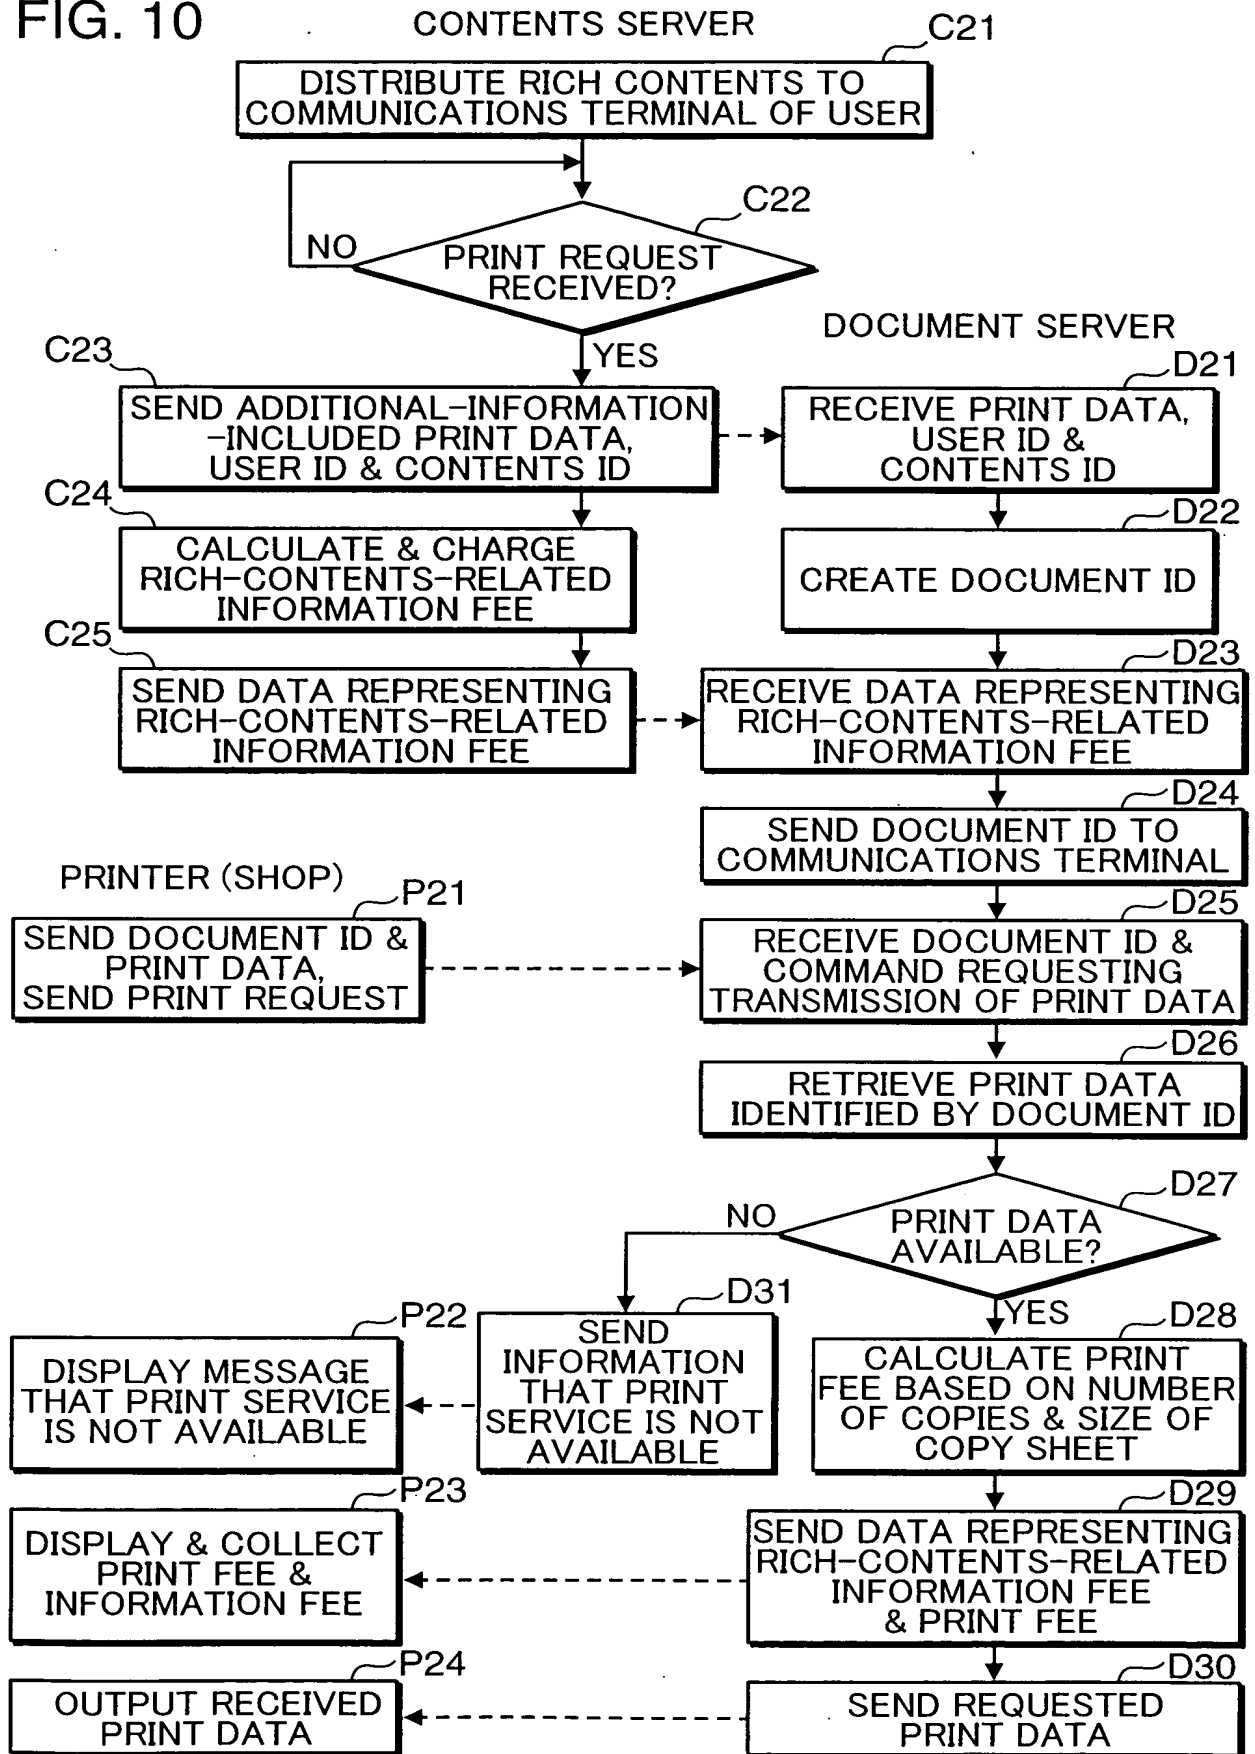 FIG. 10
CONTENTS SERVER
C21
DISTRIBUTE RICH CONTENTS TO
COMMUNICATIONS TERMINAL OF USER
C22
NO
PRINT REQUEST
RECEIVED?
YES
DOCUMENT SERVER
C23
SEND ADDITIONAL-INFORMATION
-INCLUDED PRINT DATA,
USER ID & CONTENTS ID
D21
RECEIVE PRINT DATA,
USER ID &
CONTENTS ID
C24
CALCULATE & CHARGE
RICH-CONTENTS-RELATED
INFORMATION FEE
D22
CREATE DOCUMENT ID
C25
SEND DATA REPRESENTING
RICH-CONTENTS-RELATED
INFORMATION FEE
D23
RECEIVE DATA REPRESENTING
RICH-CONTENTS-RELATED
INFORMATION FEE
D24
SEND DOCUMENT ID TO
COMMUNICATIONS TERMINAL
PRINTER (SHOP)
P21
SEND DOCUMENT ID &
PRINT DATA,
SEND PRINT REQUEST
D25
RECEIVE DOCUMENT ID &
COMMAND REQUESTING
TRANSMISSION OF PRINT DATA
D26
RETRIEVE PRINT DATA
IDENTIFIED BY DOCUMENT ID
D27
NO
PRINT DATA
AVAILABLE?
YES
D31
SEND
INFORMATION
THAT PRINT
SERVICE IS NOT
AVAILABLE
P22
DISPLAY MESSAGE
THAT PRINT SERVICE
IS NOT AVAILABLE
D28
CALCULATE PRINT
FEE BASED ON NUMBER
OF COPIES & SIZE OF
COPY SHEET
P23
DISPLAY & COLLECT
PRINT FEE &
INFORMATION FEE
D29
SEND DATA REPRESENTING
RICH-CONTENTS-RELATED
INFORMATION FEE
& PRINT FEE
P24
OUTPUT RECEIVED
PRINT DATA
D30
SEND REQUESTED
PRINT DATA